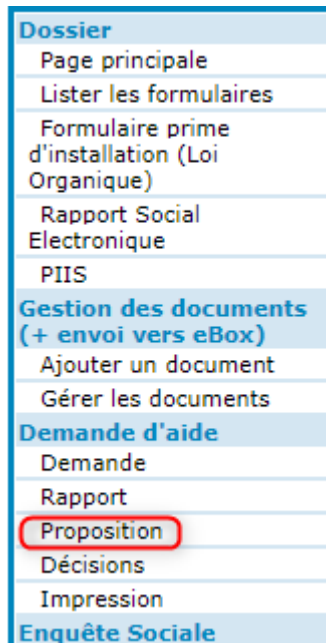 Dossier
Page principale
Lister les formulaires
Formulaire prime
d'installation (Loi
Organique)
Rapport Social
Electronique
PIIS
Gestion des documents
(+ envoi vers eBox)
Ajouter un document
Gérer les documents
Demande d'aide
Demande
Rapport
Proposition
Décisions
Impression
Enquête Sociale